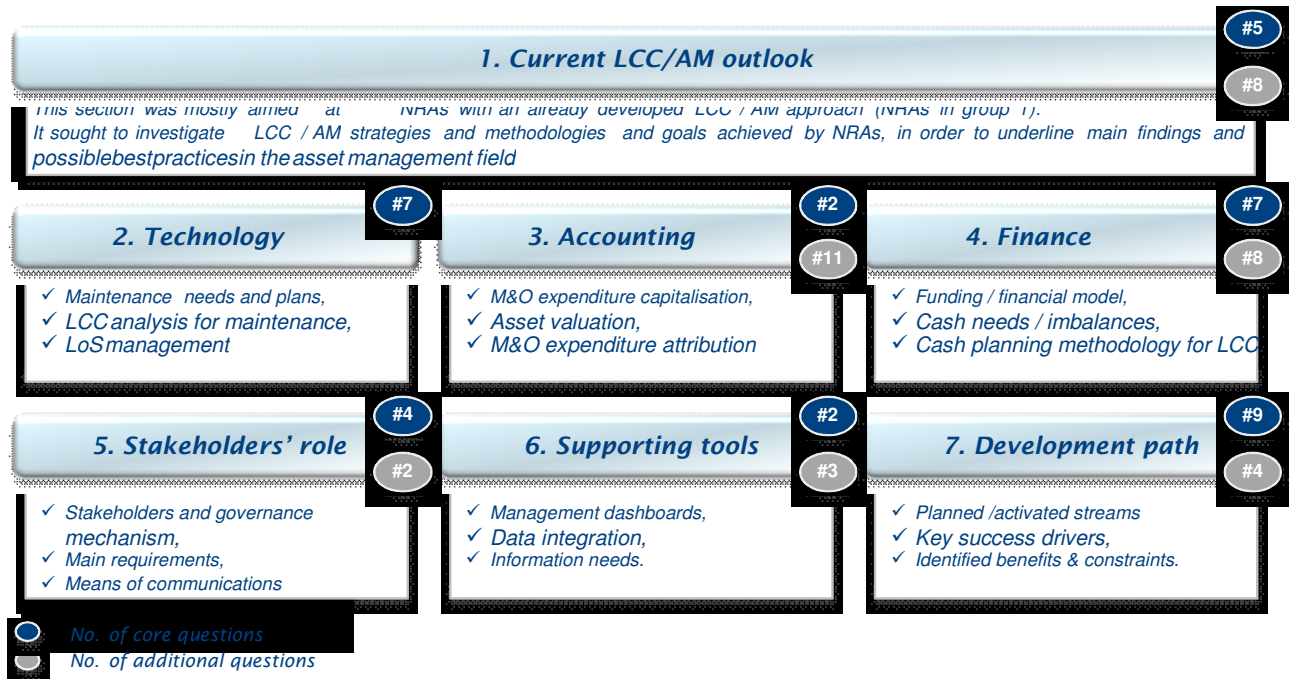 #5
1. Current LCC/AM outlook
#8
This section was mostly aimed at NRAs with an already developed LCC / AM approach (NRAs in group 1).
It sought to investigate LCC / AM strategies and methodologies and goals achieved by NRAs, in order to underline main findings and
possiblebestpracticesin the asset management field
#7
2. Technology
✓ Maintenance needs and plans,
✓ LCC analysis for maintenance,
✓ LoS management
#2
3. Accounting
#11
✓ M&O expenditure capitalisation,
✓ Asset valuation,
✓ M&O expenditure attribution
#7
4. Finance
#8
✓ Funding / financial model,
✓ Cash needs / imbalances,
✓ Cash planning methodology for LCC.
#4
5. Stakeholders’ role
#2
✓ Stakeholders and governance
mechanism,
✓ Main requirements,
✓ Means of communications
#2
6. Supporting tools
#3
✓ Management dashboards,
✓ Data integration,
✓ Information needs.
#9
7. Development path
#4
✓ Planned /activated streams
✓ Key success drivers,
✓ Identified benefits & constraints.
No. of core questions
No. of additional questions